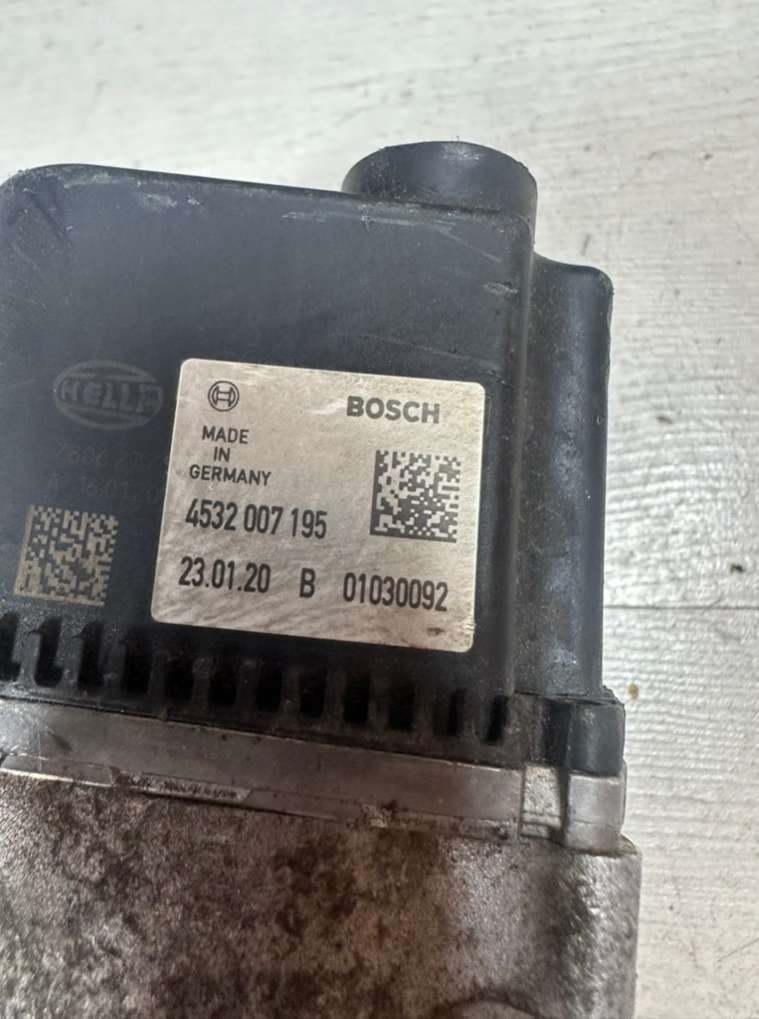 HELLA
BOSCH
MADE
IN
GERMANY
4532 007 195
23.01.20 B 01030092